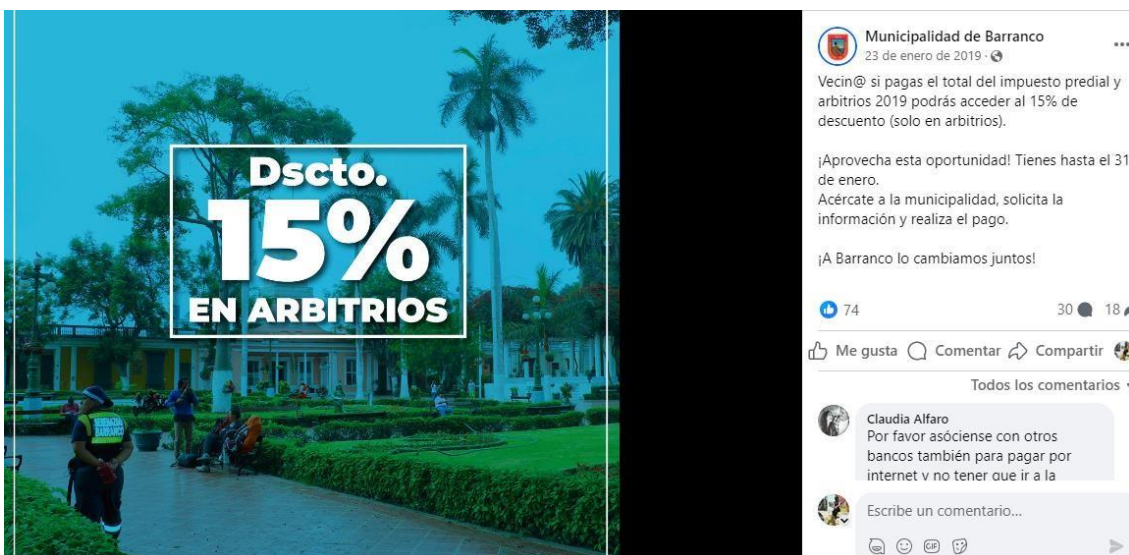 Dscto.
15%
EN ARBITRIOS
SERENAZGO
BARRANCO
Municipalidad de Barranco
23 de enero de 2019 ·
Vecin@ si pagas el total del impuesto predial y
arbitrios 2019 podrás acceder al 15% de
descuento (solo en arbitrios).
¡Aprovecha esta oportunidad! Tienes hasta el 31
de enero.
Acércate a la municipalidad, solicita la
información y realiza el pago.
¡A Barranco lo cambiamos juntos!
74 30 18
Me gusta Comentar Compartir
Todos los comentarios
Claudia Alfaro
Por favor asóciense con otros
bancos también para pagar por
internet y no tener que ir a la
Escribe un comentario...
GIF